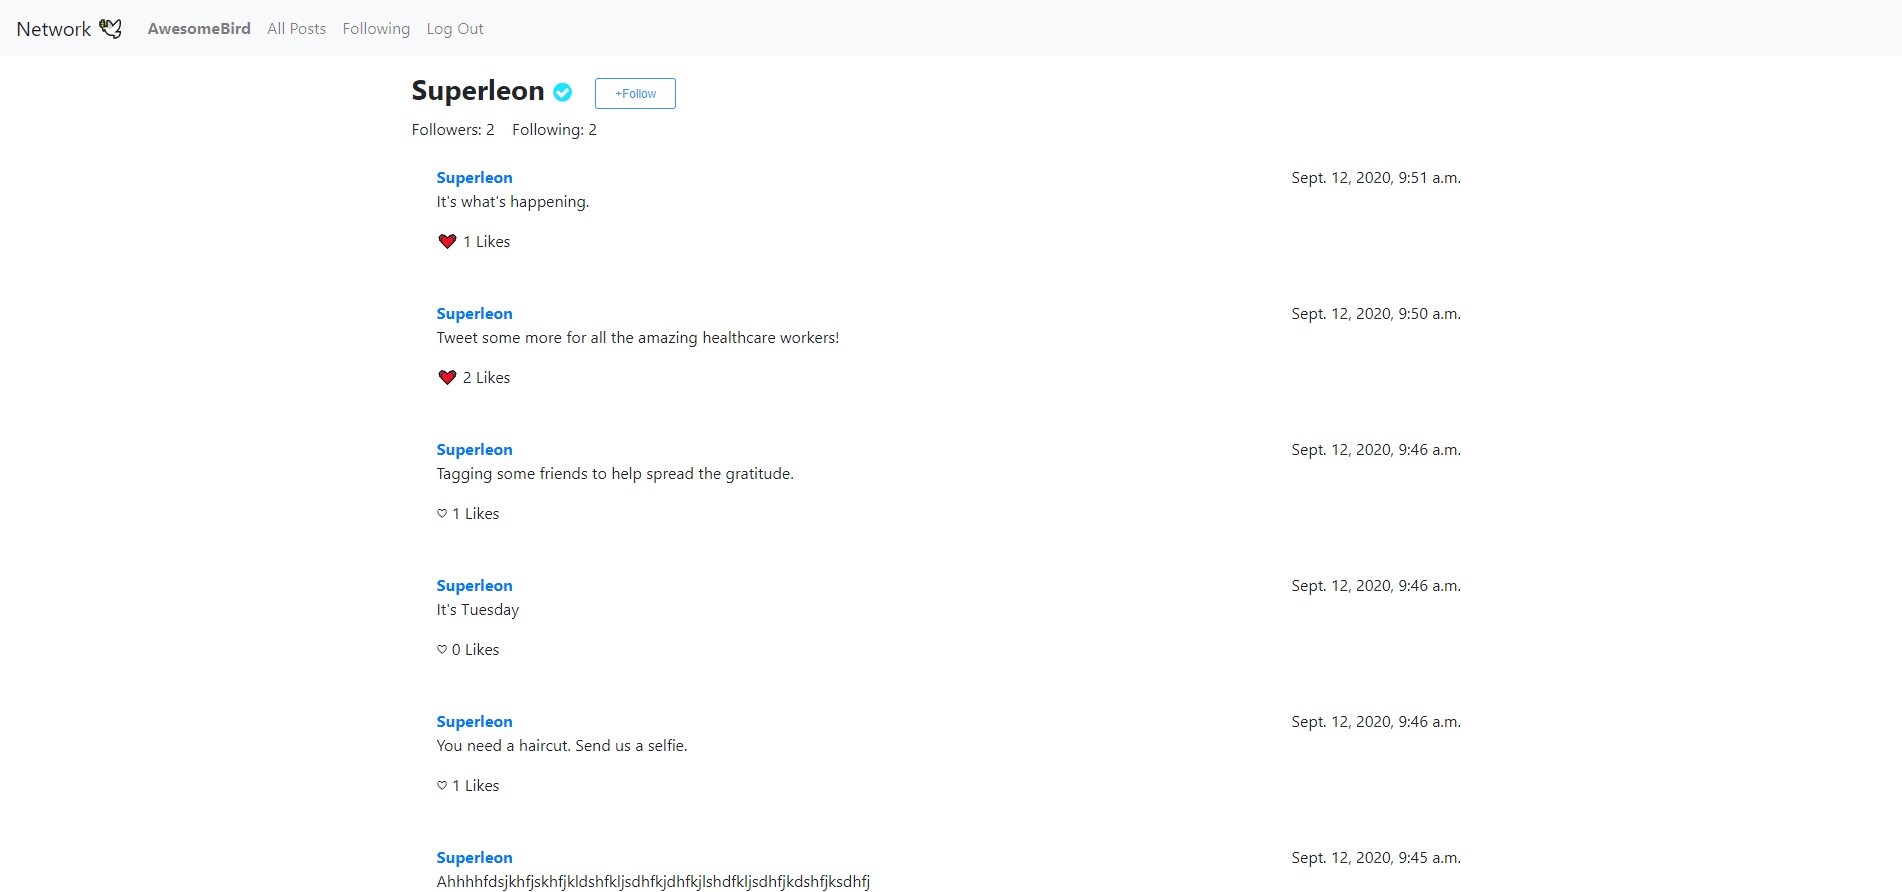 Network AwesomeBird All Posts Following Log Out
Superleon +Follow
Followers: 2 Following: 2
Superleon Sept. 12, 2020, 9:51 a.m.
It's what's happening.
1 Likes
Superleon Sept. 12, 2020, 9:50 a.m.
Tweet some more for all the amazing healthcare workers!
2 Likes
Superleon Sept. 12, 2020, 9:46 a.m.
Tagging some friends to help spread the gratitude.
1 Likes
Superleon Sept. 12, 2020, 9:46 a.m.
It's Tuesday
0 Likes
Superleon Sept. 12, 2020, 9:46 a.m.
You need a haircut. Send us a selfie.
1 Likes
Superleon Sept. 12, 2020, 9:45 a.m.
Ahhhhfdsjkhfjskhfjkldshfkljsdhfkjdhfkjlshdfkljsdhfjkdshfjksdhfj